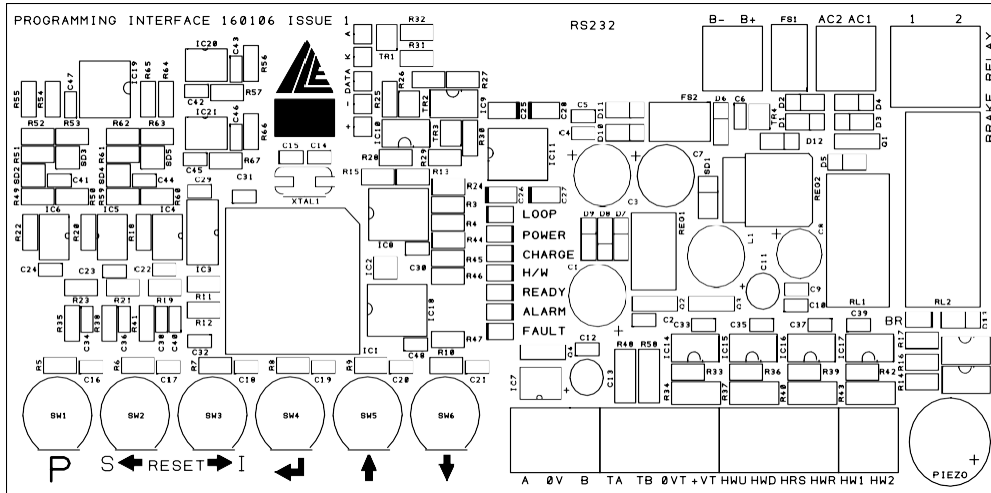 PROGRAMMING INTERFACE 160106 ISSUE 1
RS232
B- B+ FS1 AC2 AC1 1 2
BRAKE RELAY
A K DATA - +
TR1 R32 R31
IC20 C43 R56
C42 R57
IC21 C46 R66
C45 R67
R55 R54 C47 IC19 R65 R64
R52 R53 R62 R63
R51 SD3 R61 SD5
SD2 C41 SD4 C44
R49 R50 R59 R60
C29 C31
C15 C14
XTAL1
R25 R26 TR2 R27
IC10 TR3 R30
R28 R29
R15 R13
IC9 C25 C28 C5 D11
C4 D10
FS2 D6 C6 TR4
D2 D4
D1 D3
D12 Q1
IC11 C3 C7 SD1
D5 REG2
C26 C27
R24
R3
R4
R44
R45
R46
LOOP
POWER
CHARGE
H/W
READY
ALARM
FAULT
D9 D8 D7
REG1 L1 C8
C1 C11
C9
C10
RL1 RL2
IC6 IC5 IC4 IC3
R22 R20 R18
C24 C23 C22
R11
R12
R23 R21 R19
R35 R38 R41
C34 C36 C38 C40
C32
IC8
C30
IC2
IC18
C48 R47
IC1 R10
R5 C16 R6 C17 R7 C18 R8 C19 R9 C20 C21
Q2 Q3
C2 C33 C35 C37 C39
BR
Q4 C12 R48 R58
IC14 IC15 IC16 IC17
R33 R36 R39 R42
R34 R37 R40 R43
R17
R16
R14
IC7 C13
SW1 SW2 SW3 SW4 SW5 SW6
P S RESET I
A 0V B TA TB 0VT +VT HWU HWD HRS HWR HW1 HW2
PIEZO